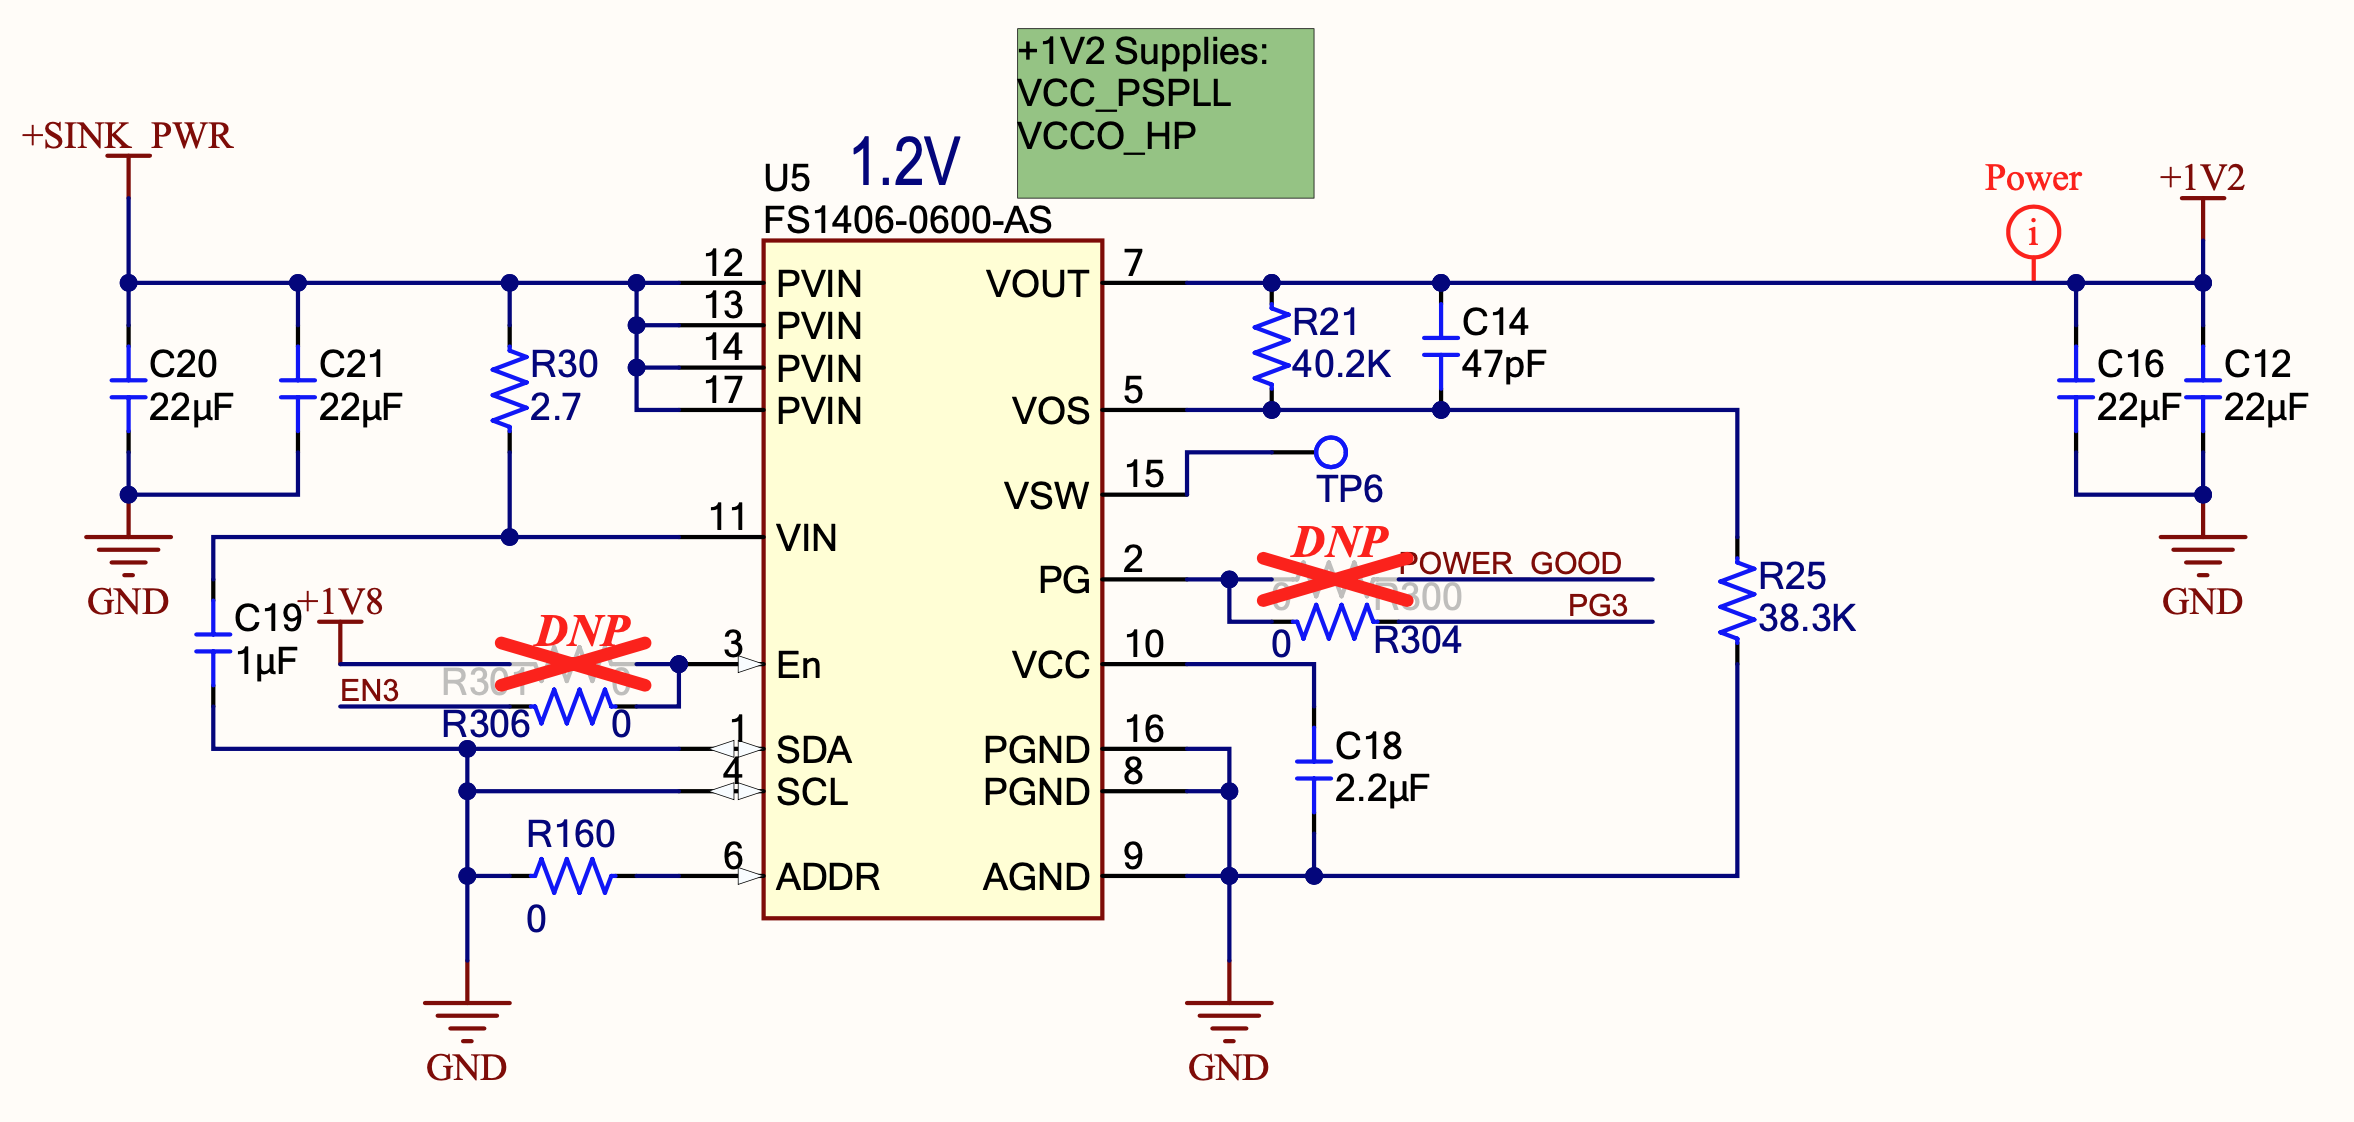 +1V2 Supplies:
VCC_PSPLL
VCCO_HP
+SINK_PWR
1.2V
U5
FS1406-0600-AS
Power
i
+1V2
12
PVIN
13
PVIN
14
PVIN
17
PVIN
VOUT
7
R21
40.2K
C14
47pF
C20
22µF
C21
22µF
R30
2.7
VOS
5
C16
22µF
C12
22µF
VSW
15
TP6
11
VIN
GND
DNP
PG
2
POWER_GOOD
0
R300
PG3
0
R304
R25
38.3K
GND
C19
1µF
+1V8
DNP
3
En
R301
0
EN3
R306
0
VCC
10
1
SDA
4
SCL
PGND
16
PGND
8
C18
2.2µF
R160
0
6
ADDR
AGND
9
GND
GND